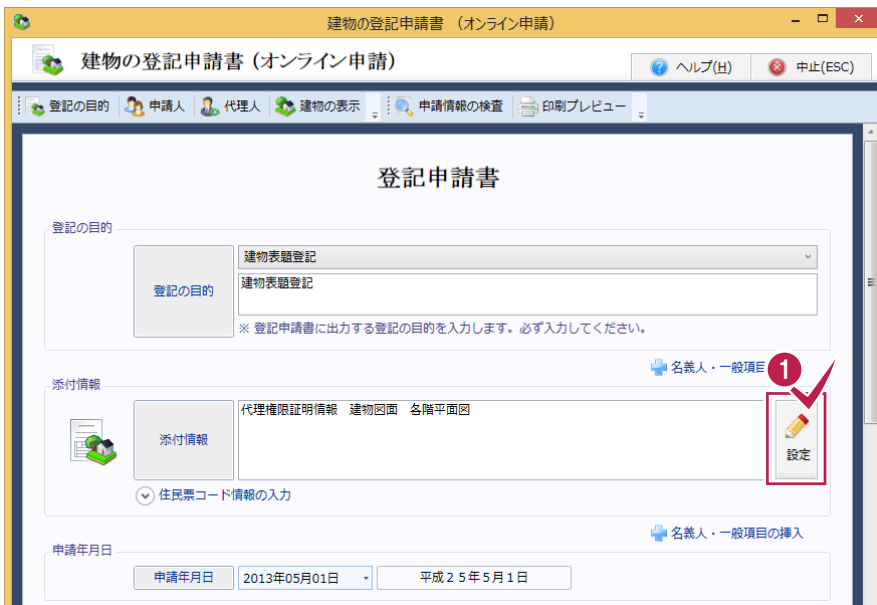 建物の登記申請書 （オンライン申請）
建物の登記申請書 (オンライン申請)
ヘルプ(H) 中止(ESC)
登記の目的 申請人 代理人 建物の表示 申請情報の検査 印刷プレビュー
登記申請書
登記の目的
建物表題登記
登記の目的
建物表題登記
※ 登記申請書に出力する登記の目的を入力します。必ず入力してください。
名義人・一般項目
1
添付情報
添付情報
代理権限証明情報 建物図面 各階平面図
設定
住民票コード情報の入力
名義人・一般項目の挿入
申請年月日
申請年月日 2013年05月01日 平成２５年５月１日